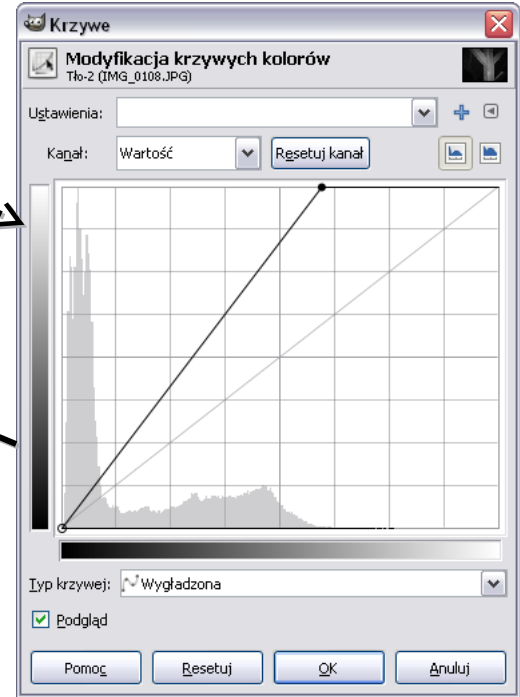 Krzywe
Modyfikacja krzywych kolorów
Tło-2 (IMG_0108.JPG)
Ustawienia:
Kanał: Wartość Resetuj kanał
Typ krzywej: Wygładzona
Podgląd
Pomoc Resetuj OK Anuluj